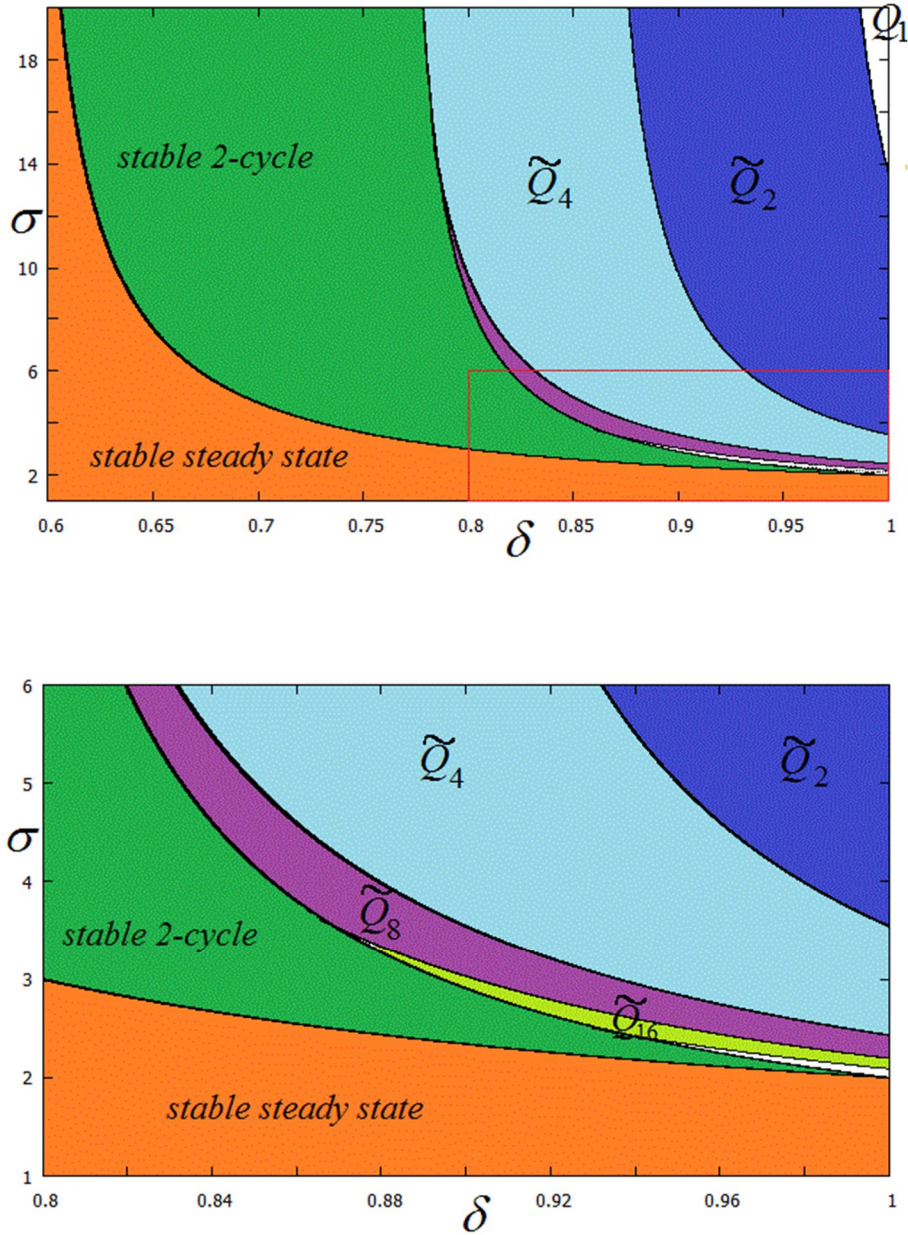 18
14
σ
10
6
2
stable 2-cycle
Q̃₄
Q̃₂
Q₁
stable steady state
0.6 0.65 0.7 0.75 0.8 0.85 0.9 0.95 1
δ
6
5
σ
4
3
2
1
Q̃₄
Q̃₂
Q̃₈
stable 2-cycle
Q̃₁₆
stable steady state
0.8 0.84 0.88 0.92 0.96 1
δ